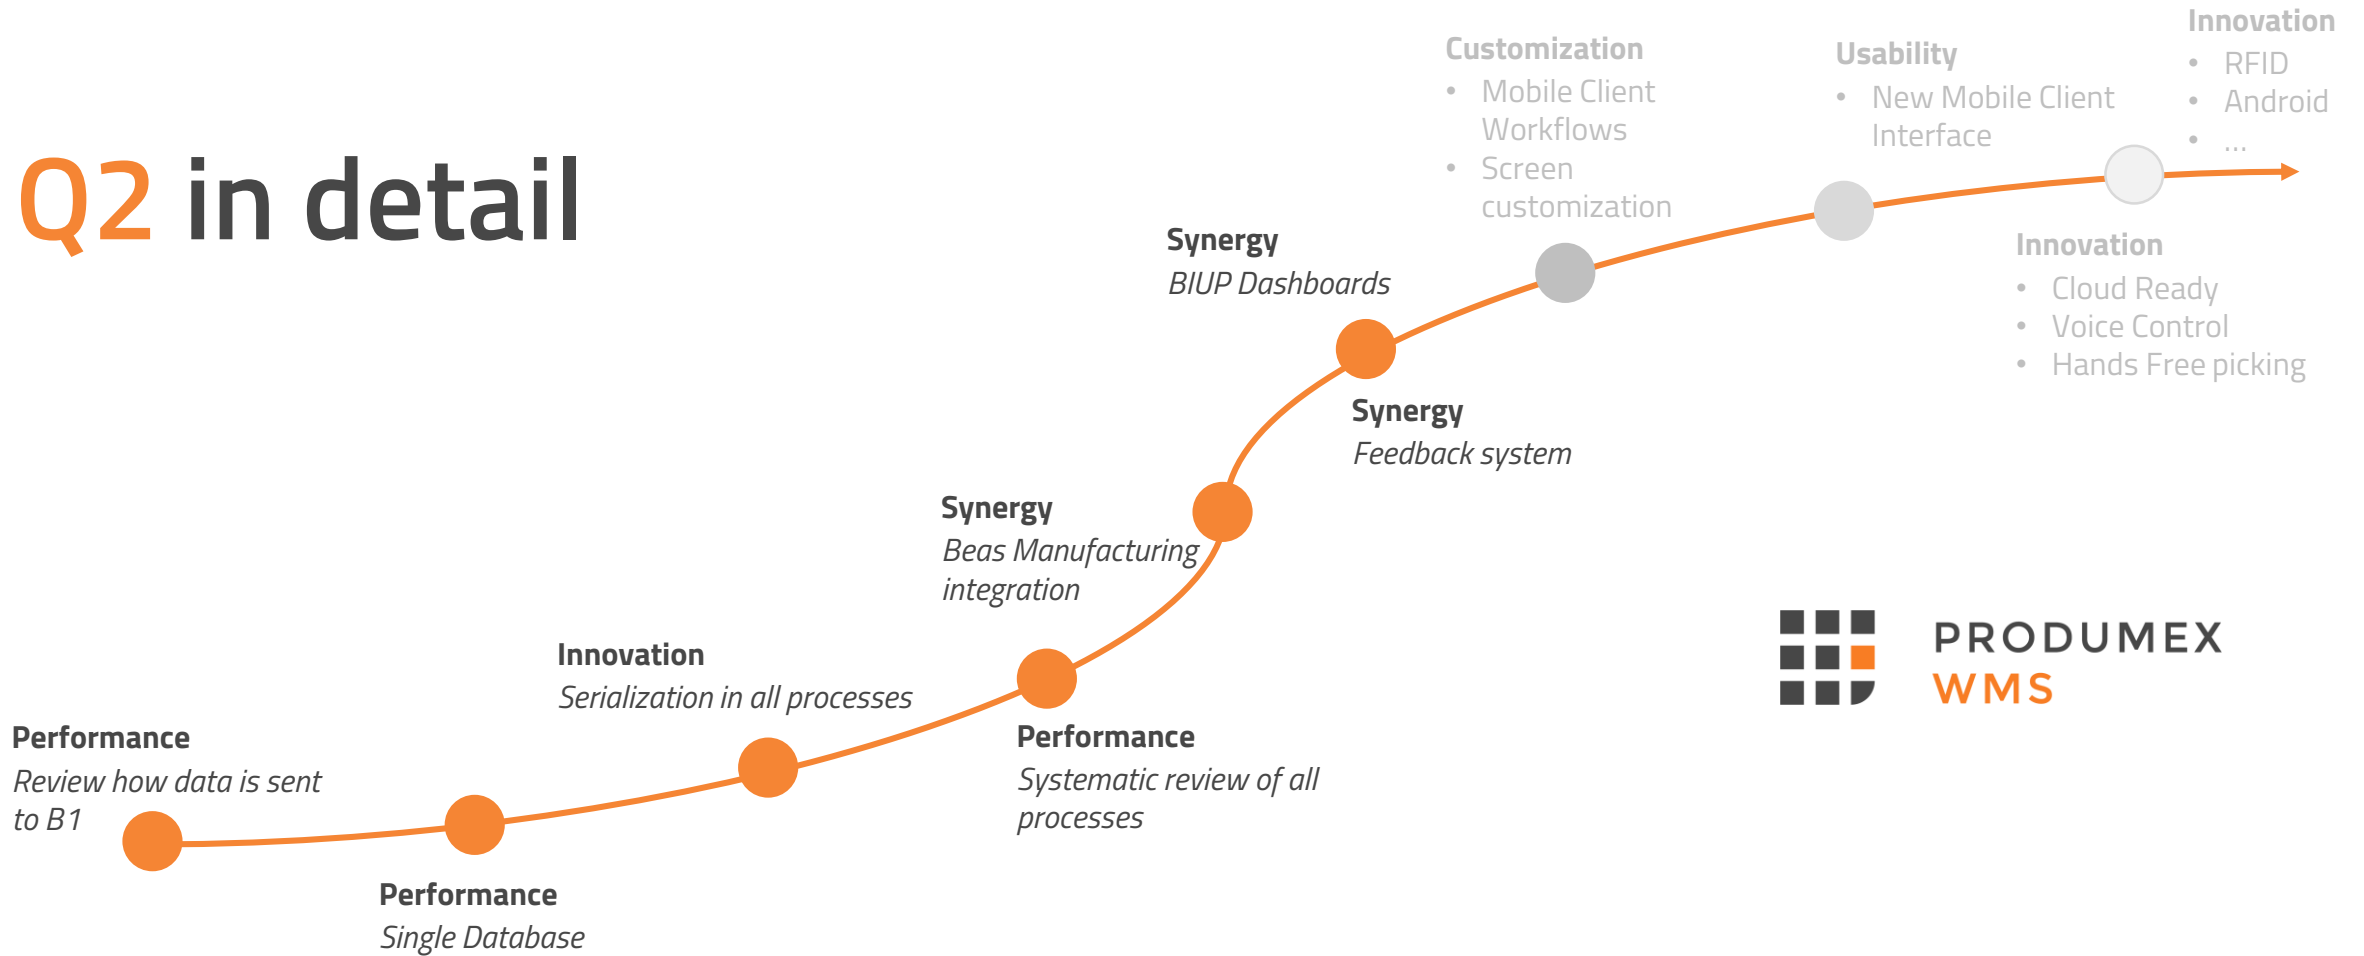 Q2 in detail
Performance
Review how data is sent
to B1
Performance
Single Database
Innovation
Serialization in all processes
Performance
Systematic review of all
processes
Synergy
Beas Manufacturing
integration
Synergy
BIUP Dashboards
Synergy
Feedback system
Customization
• Mobile Client
Workflows
• Screen
customization
Usability
• New Mobile Client
Interface
Innovation
• Cloud Ready
• Voice Control
• Hands Free picking
Innovation
• RFID
• Android
• ...
PRODUMEX
WMS